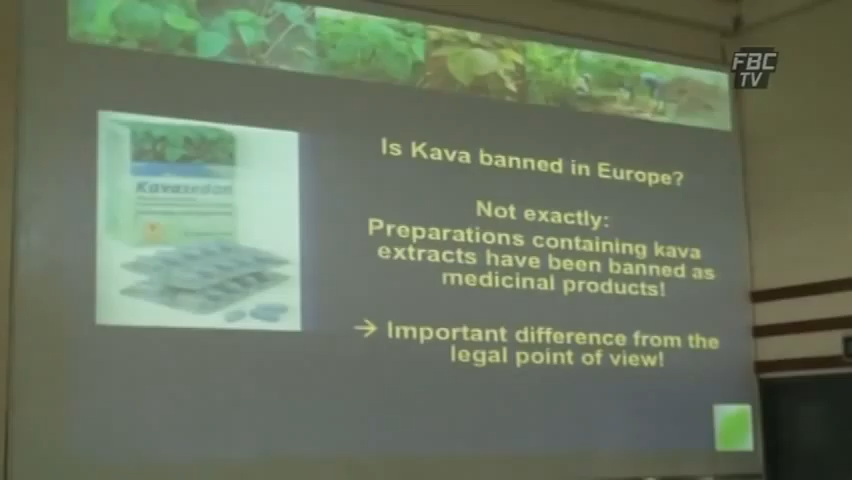 FBC
TV
Kavasedon
Is Kava banned in Europe?
Not exactly:
Preparations containing kava
extracts have been banned as
medicinal products!
→ Important difference from the
legal point of view!